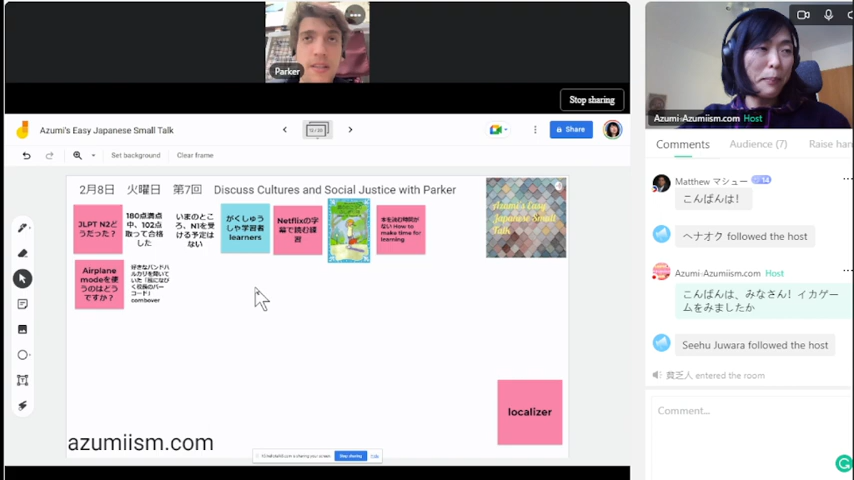 Parker
Stop sharing
Azumi's Easy Japanese Small Talk
Share
Set background
Clear frame
2月8日 火曜日 第7回 Discuss Cultures and Social Justice with Parker
JLPT N2ど
うだった?
180点満点
中、102点
取って合格
した
いまのとこ
ろ、N1を受
ける予定は
ない
がくしゅう
しゃ学習者
learners
Netflixの字
幕で読む練
習
本を読む時間が
ない How to
make time for
learning
Azumi's Easy
Japanese Small
Talk
Airplane
modeを使
うのはどう
ですか?
combover
localizer
azumiism.com
Stop sharing
Hide
Azumi-Azumiism.com Host
Comments
Audience (7)
Raise han
Matthew マシュー 14
こんばんは!
ヘナオク followed the host
Azumi-Azumiism.com Host
こんばんは、みなさん!イカゲー
ムをみましたか
Seehu Juwara followed the host
貧乏人 entered the room
Comment...